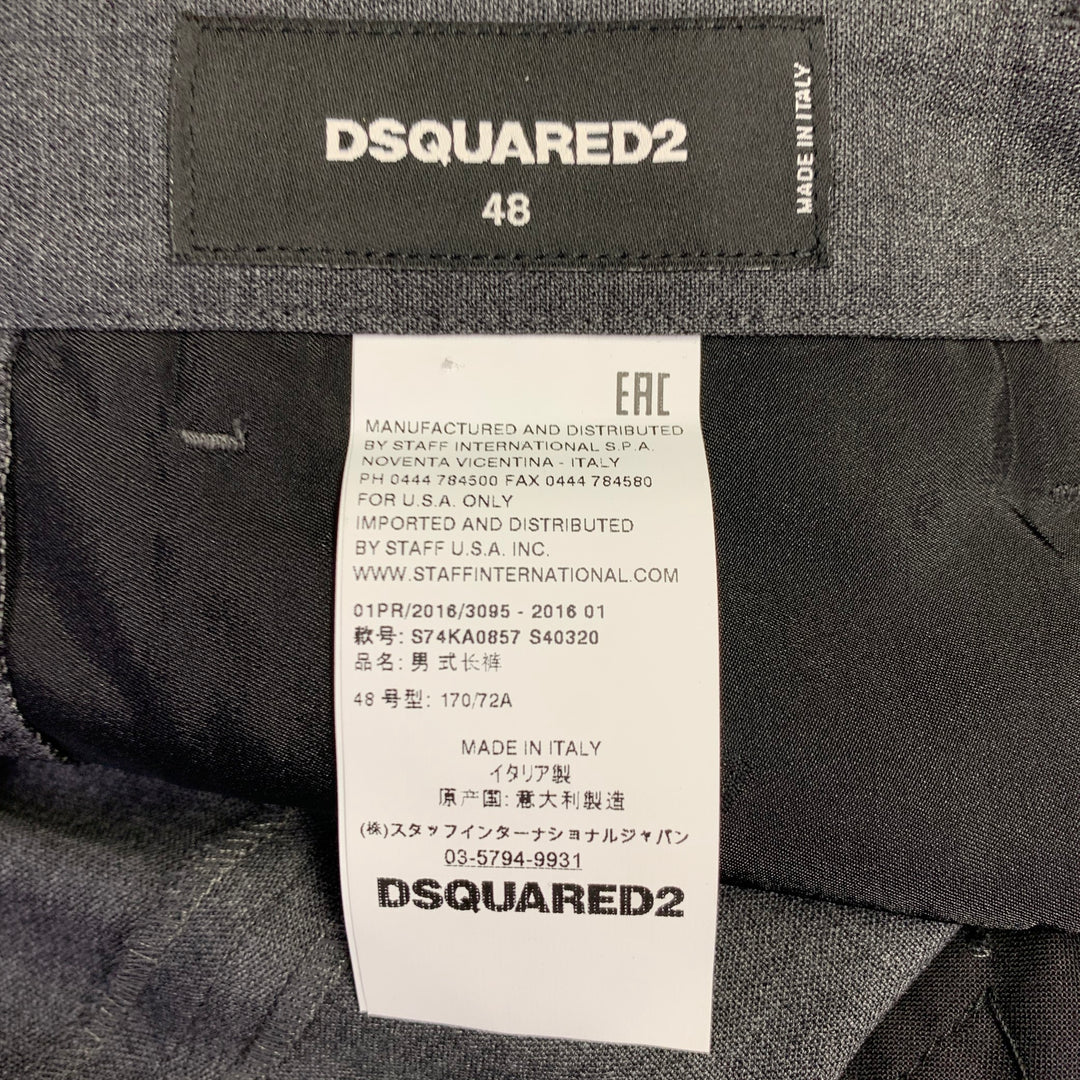 DSQUARED2
48
MADE IN ITALY
EAC
MANUFACTURED AND DISTRIBUTED
BY STAFF INTERNATIONAL S.P.A.
NOVENTA VICENTINA - ITALY
PH 0444 784500 FAX 0444 784580
FOR U.S.A. ONLY
IMPORTED AND DISTRIBUTED
BY STAFF U.S.A. INC.
WWW.STAFFINTERNATIONAL.COM
01PR/2016/3095 - 2016 01
款号: S74KA0857 S40320
品名: 男 式长裤
48 号型: 170/72A
MADE IN ITALY
イタリア製
原产国: 意大利製造
(株)スタッフインターナショナルジャパン
03-5794-9931
DSQUARED2